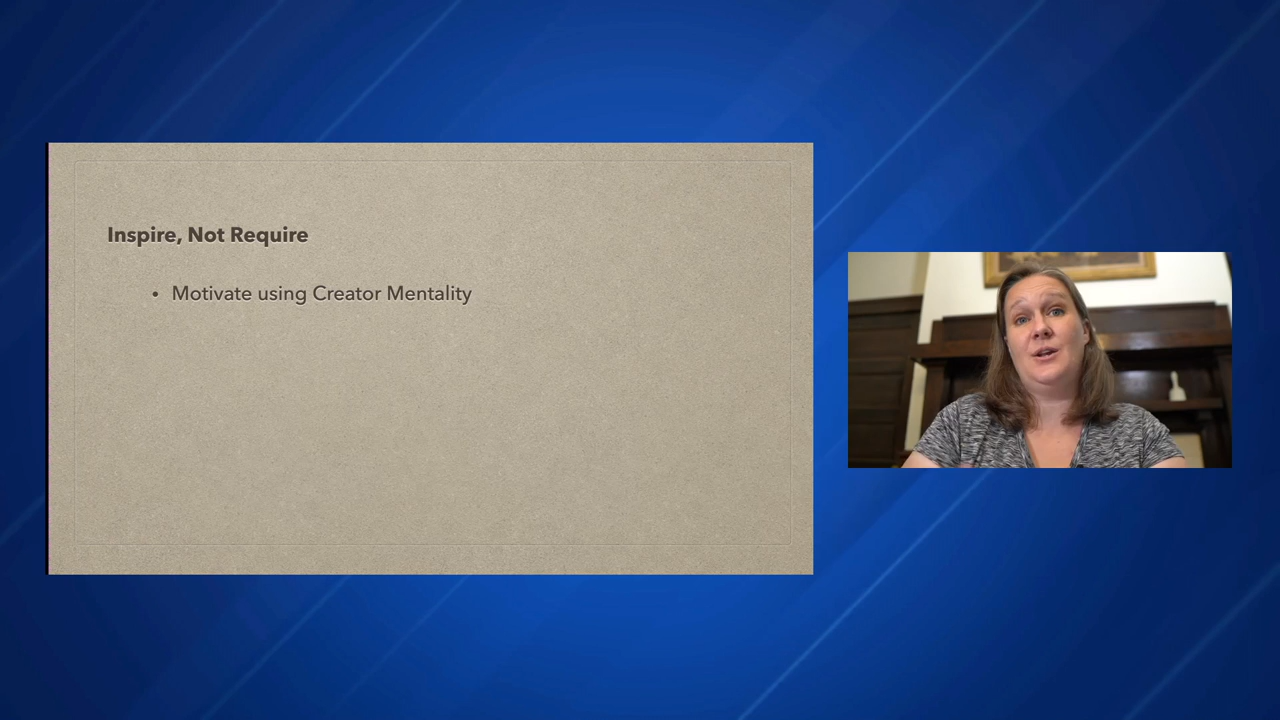 Inspire, Not Require
• Motivate using Creator Mentality